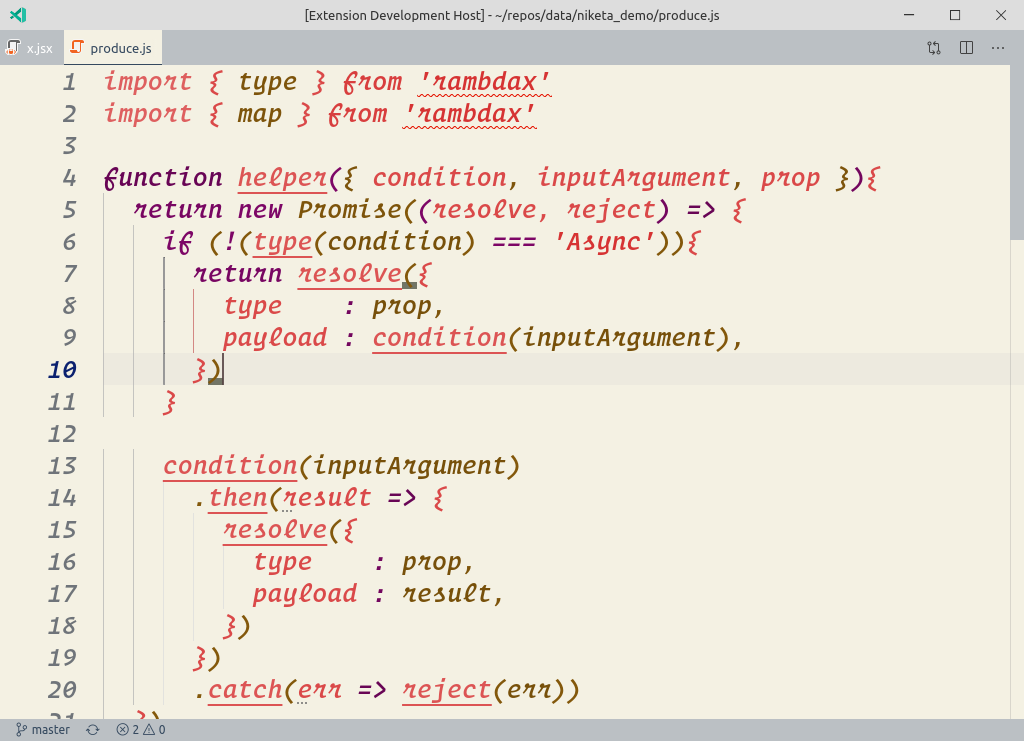 [Extension Development Host] - ~/repos/data/niketa_demo/produce.js
x.jsx produce.js
1 import { type } from 'rambdax'
2 import { map } from 'rambdax'
3
4 function helper({ condition, inputArgument, prop }){
5   return new Promise((resolve, reject) => {
6     if (!(type(condition) === 'Async')){
7       return resolve({
8         type    : prop,
9         payload : condition(inputArgument),
10       })
11     }
12
13     condition(inputArgument)
14       .then(result => {
15         resolve({
16           type    : prop,
17           payload : result,
18         })
19       })
20       .catch(err => reject(err))
21   })
master 2 0